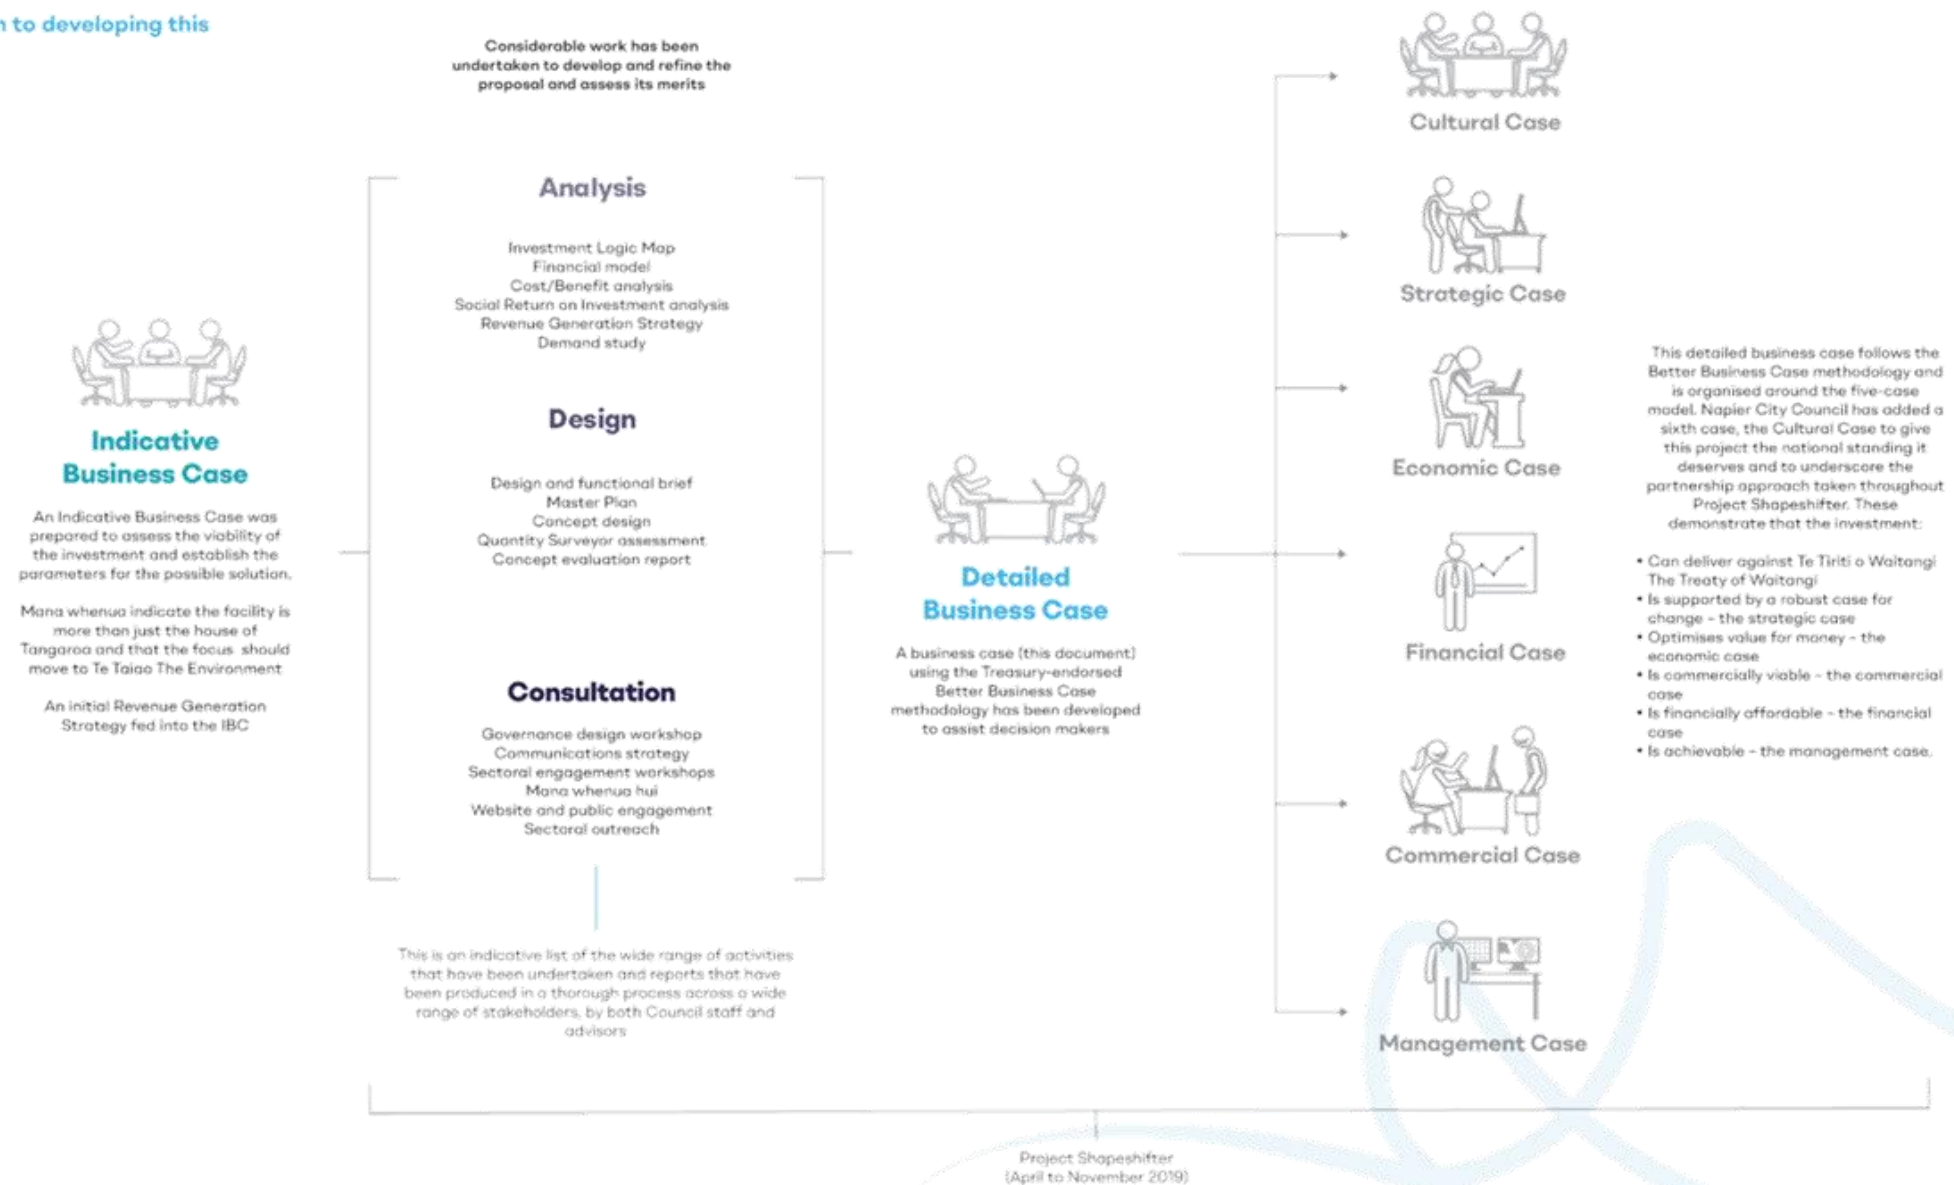 to developing this
Considerable work has been
undertaken to develop and refine the
proposal and assess its merits
Indicative
Business Case
An Indicative Business Case was
prepared to assess the viability of
the investment and establish the
parameters for the possible solution.
Mana whenua indicate the facility is
more than just the house of
Tangaroa and that the focus should
move to Te Taiao The Environment
An initial Revenue Generation
Strategy fed into the IBC
Analysis
Investment Logic Map
Financial model
Cost/Benefit analysis
Social Return on Investment analysis
Revenue Generation Strategy
Demand study
Design
Design and functional brief
Master Plan
Concept design
Quantity Surveyor assessment
Concept evaluation report
Consultation
Governance design workshop
Communications strategy
Sectoral engagement workshops
Mana whenua hui
Website and public engagement
Sectoral outreach
This is an indicative list of the wide range of activities
that have been undertaken and reports that have
been produced in a thorough process across a wide
range of stakeholders, by both Council staff and
advisors
Detailed
Business Case
A business case (this document)
using the Treasury-endorsed
Better Business Case
methodology has been developed
to assist decision makers
Cultural Case
Strategic Case
Economic Case
Financial Case
Commercial Case
Management Case
This detailed business case follows the
Better Business Case methodology and
is organised around the five-case
model. Napier City Council has added a
sixth case, the Cultural Case to give
this project the national standing it
deserves and to underscore the
partnership approach taken throughout
Project Shapeshifter. These
demonstrate that the investment:
• Can deliver against Te Tiriti o Waitangi
The Treaty of Waitangi
• Is supported by a robust case for
change - the strategic case
• Optimises value for money - the
economic case
• Is commercially viable - the commercial
case
• Is financially affordable - the financial
case
• Is achievable - the management case.
Project Shapeshifter
(April to November 2019)